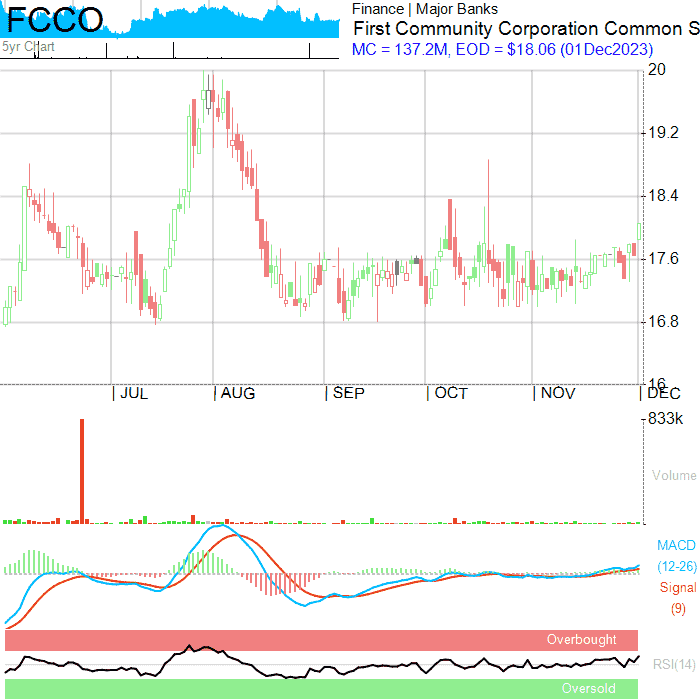 FCCO
5yr Chart
Finance | Major Banks
First Community Corporation Common S
MC = 137.2M, EOD = $18.06 (01Dec2023)
20
19.2
18.4
17.6
16.8
16
JUL AUG SEP OCT NOV DEC
833k
Volume
MACD
(12-26)
Signal
(9)
Overbought
RSI(14)
Oversold